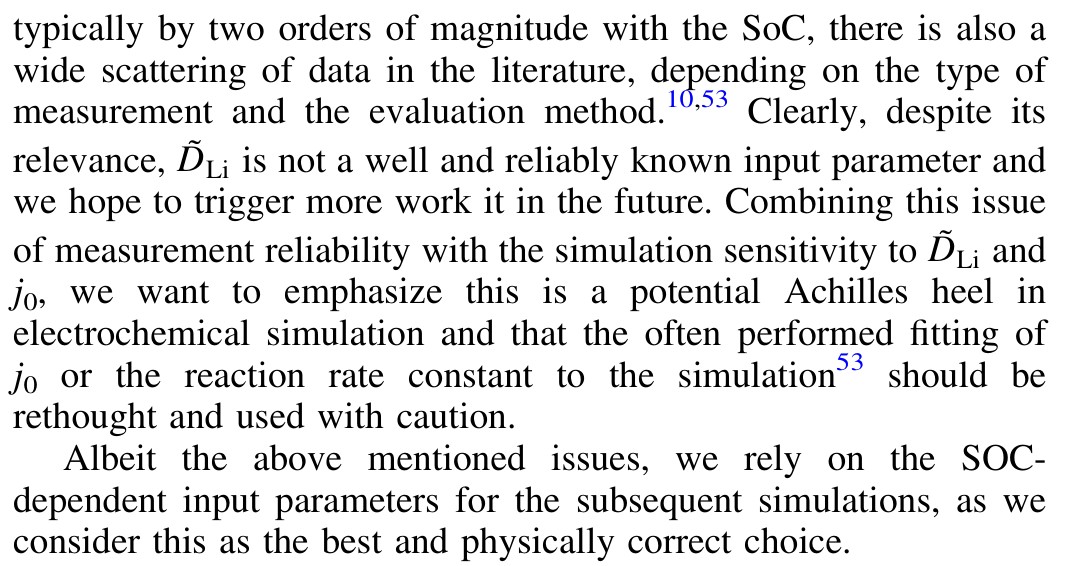 typically by two orders of magnitude with the SoC, there is also a
wide scattering of data in the literature, depending on the type of
measurement and the evaluation method.10,53 Clearly, despite its
relevance, D̃Li is not a well and reliably known input parameter and
we hope to trigger more work it in the future. Combining this issue
of measurement reliability with the simulation sensitivity to D̃Li and
j0, we want to emphasize this is a potential Achilles heel in
electrochemical simulation and that the often performed fitting of
j0 or the reaction rate constant to the simulation53 should be
rethought and used with caution.
Albeit the above mentioned issues, we rely on the SOC-
dependent input parameters for the subsequent simulations, as we
consider this as the best and physically correct choice.